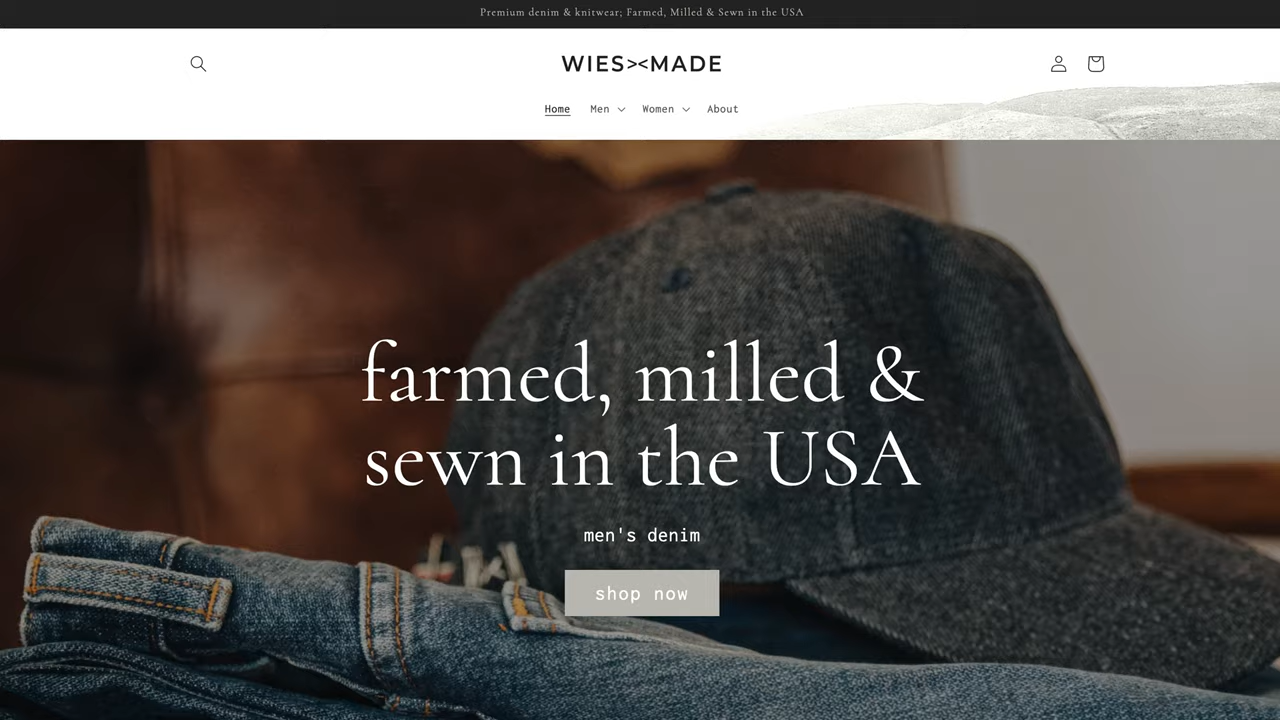 Premium denim & knitwear; Farmed, Milled & Sewn in the USA
WIES><MADE
Home Men Women About
farmed, milled &
sewn in the USA
men's denim
shop now